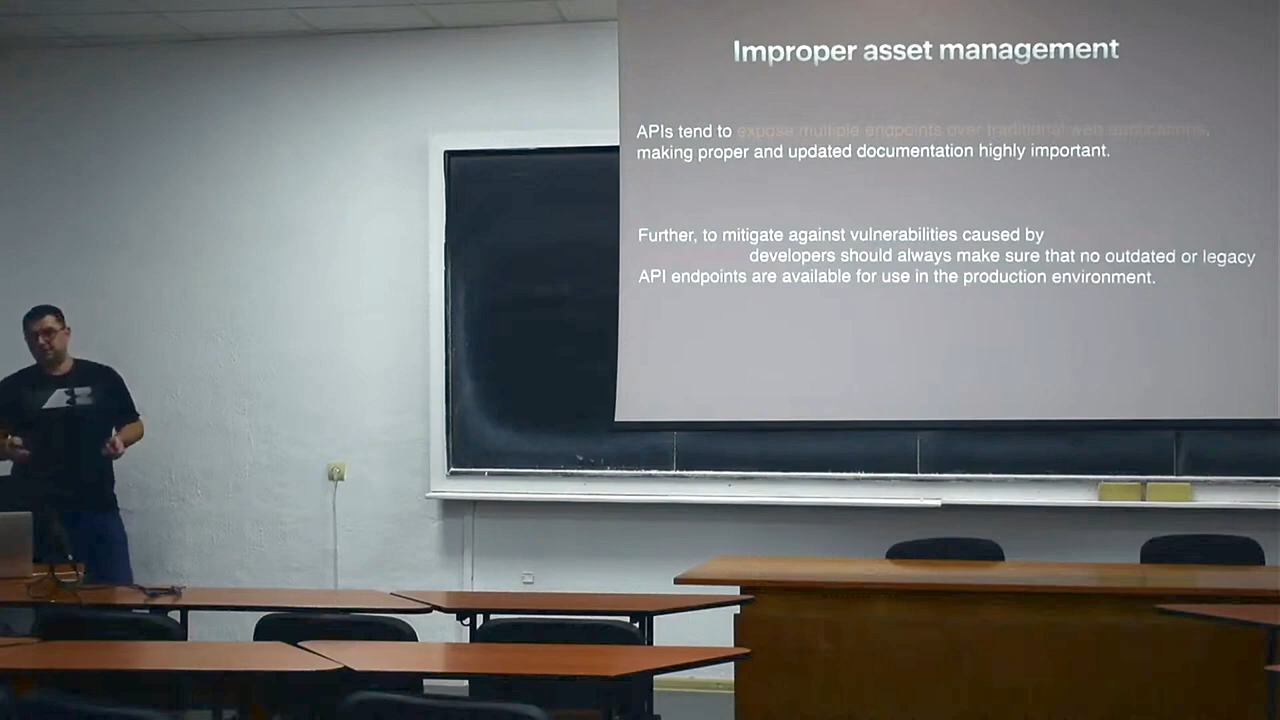 Improper asset management
APIs tend to expose multiple endpoints over traditional web applications,
making proper and updated documentation highly important.
Further, to mitigate against vulnerabilities caused by
developers should always make sure that no outdated or legacy
API endpoints are available for use in the production environment.